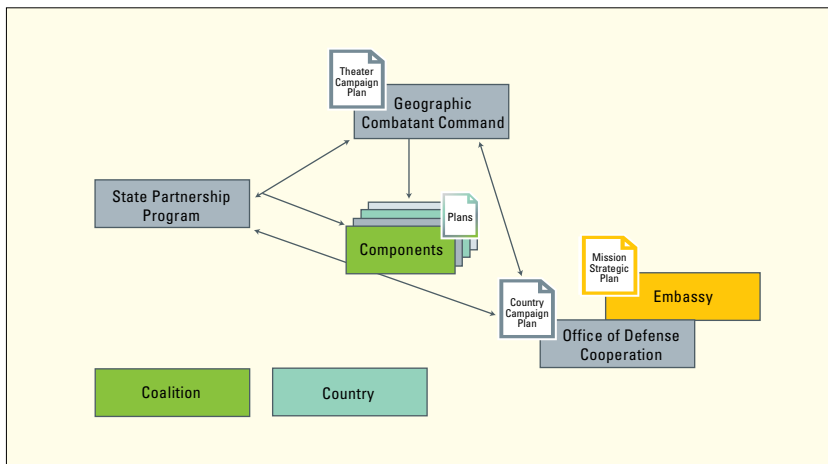 Theater
Campaign
Plan
Geographic
Combatant Command
State Partnership
Program
Plans
Components
Mission
Strategic
Plan
Embassy
Country
Campaign
Plan
Office of Defense
Cooperation
Coalition
Country